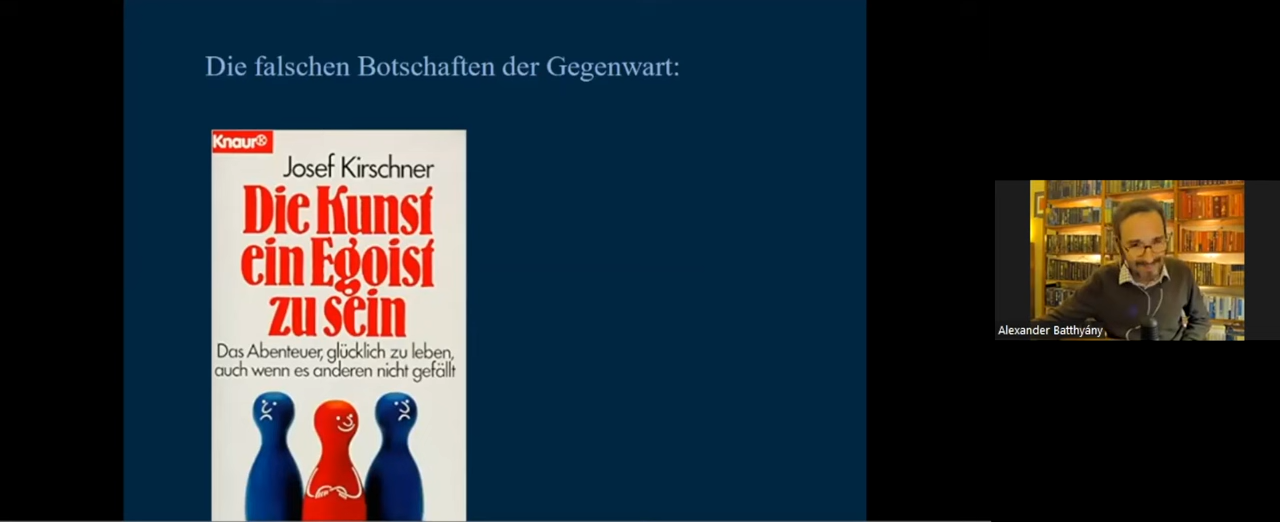 Die falschen Botschaften der Gegenwart:
Knaur
Josef Kirschner
Die Kunst
ein Egoist
zu sein
Das Abenteuer, glücklich zu leben,
auch wenn es anderen nicht gefällt
Alexander Batthyány